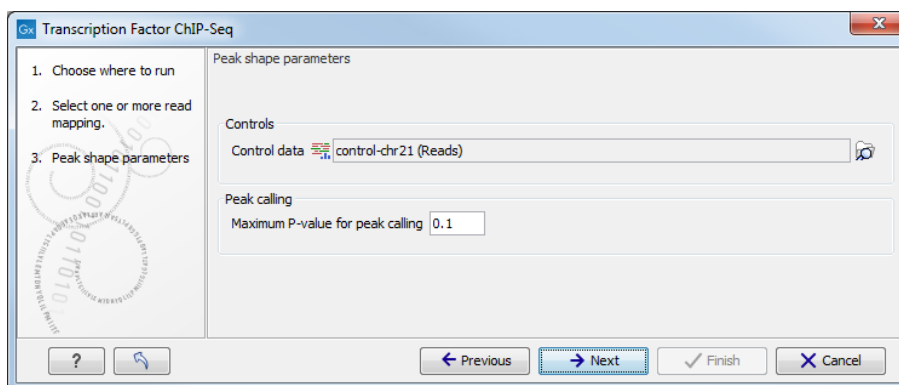 Gx Transcription Factor ChIP-Seq
X
1. Choose where to run
2. Select one or more read
mapping.
3. Peak shape parameters
Peak shape parameters
Controls
Control data control-chr21 (Reads)
Peak calling
Maximum P-value for peak calling 0.1
? Previous Next Finish Cancel